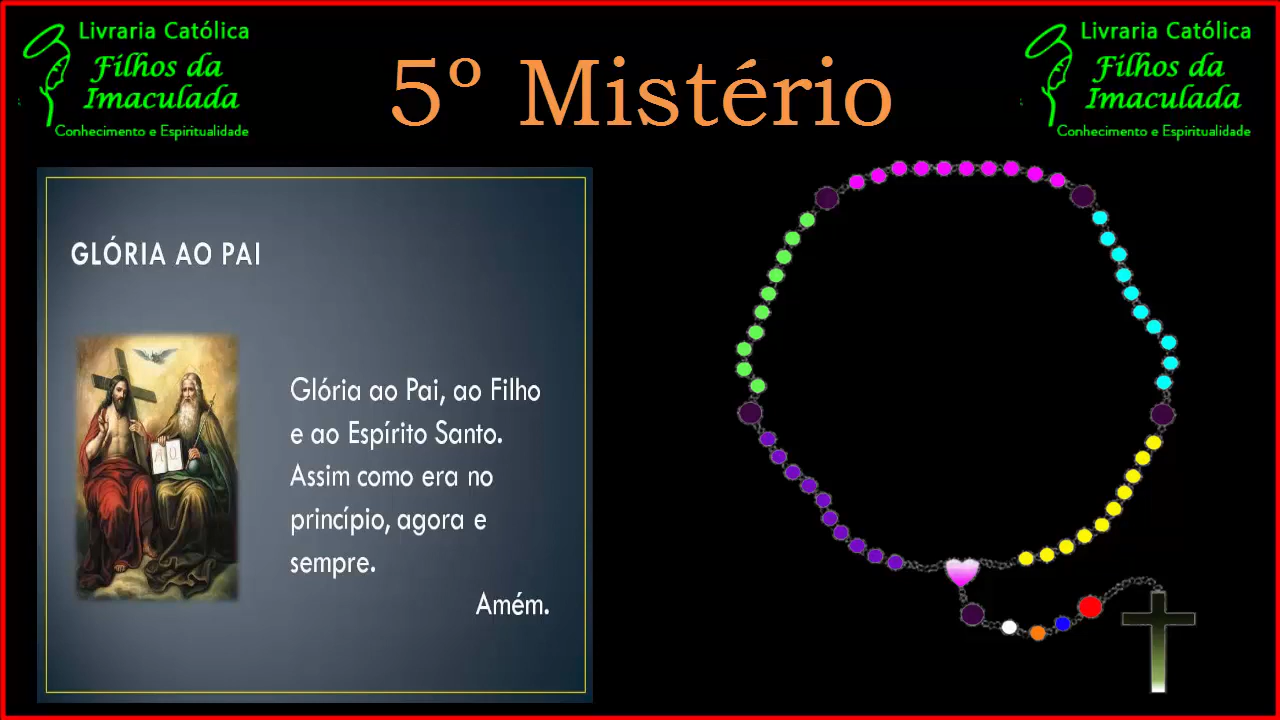 Livraria Católica
Filhos da
Imaculada
Conhecimento e Espiritualidade
5º Mistério
Livraria Católica
Filhos da
Imaculada
Conhecimento e Espiritualidade
GLÓRIA AO PAI
Glória ao Pai, ao Filho
e ao Espírito Santo.
Assim como era no
princípio, agora e
sempre.
Amém.